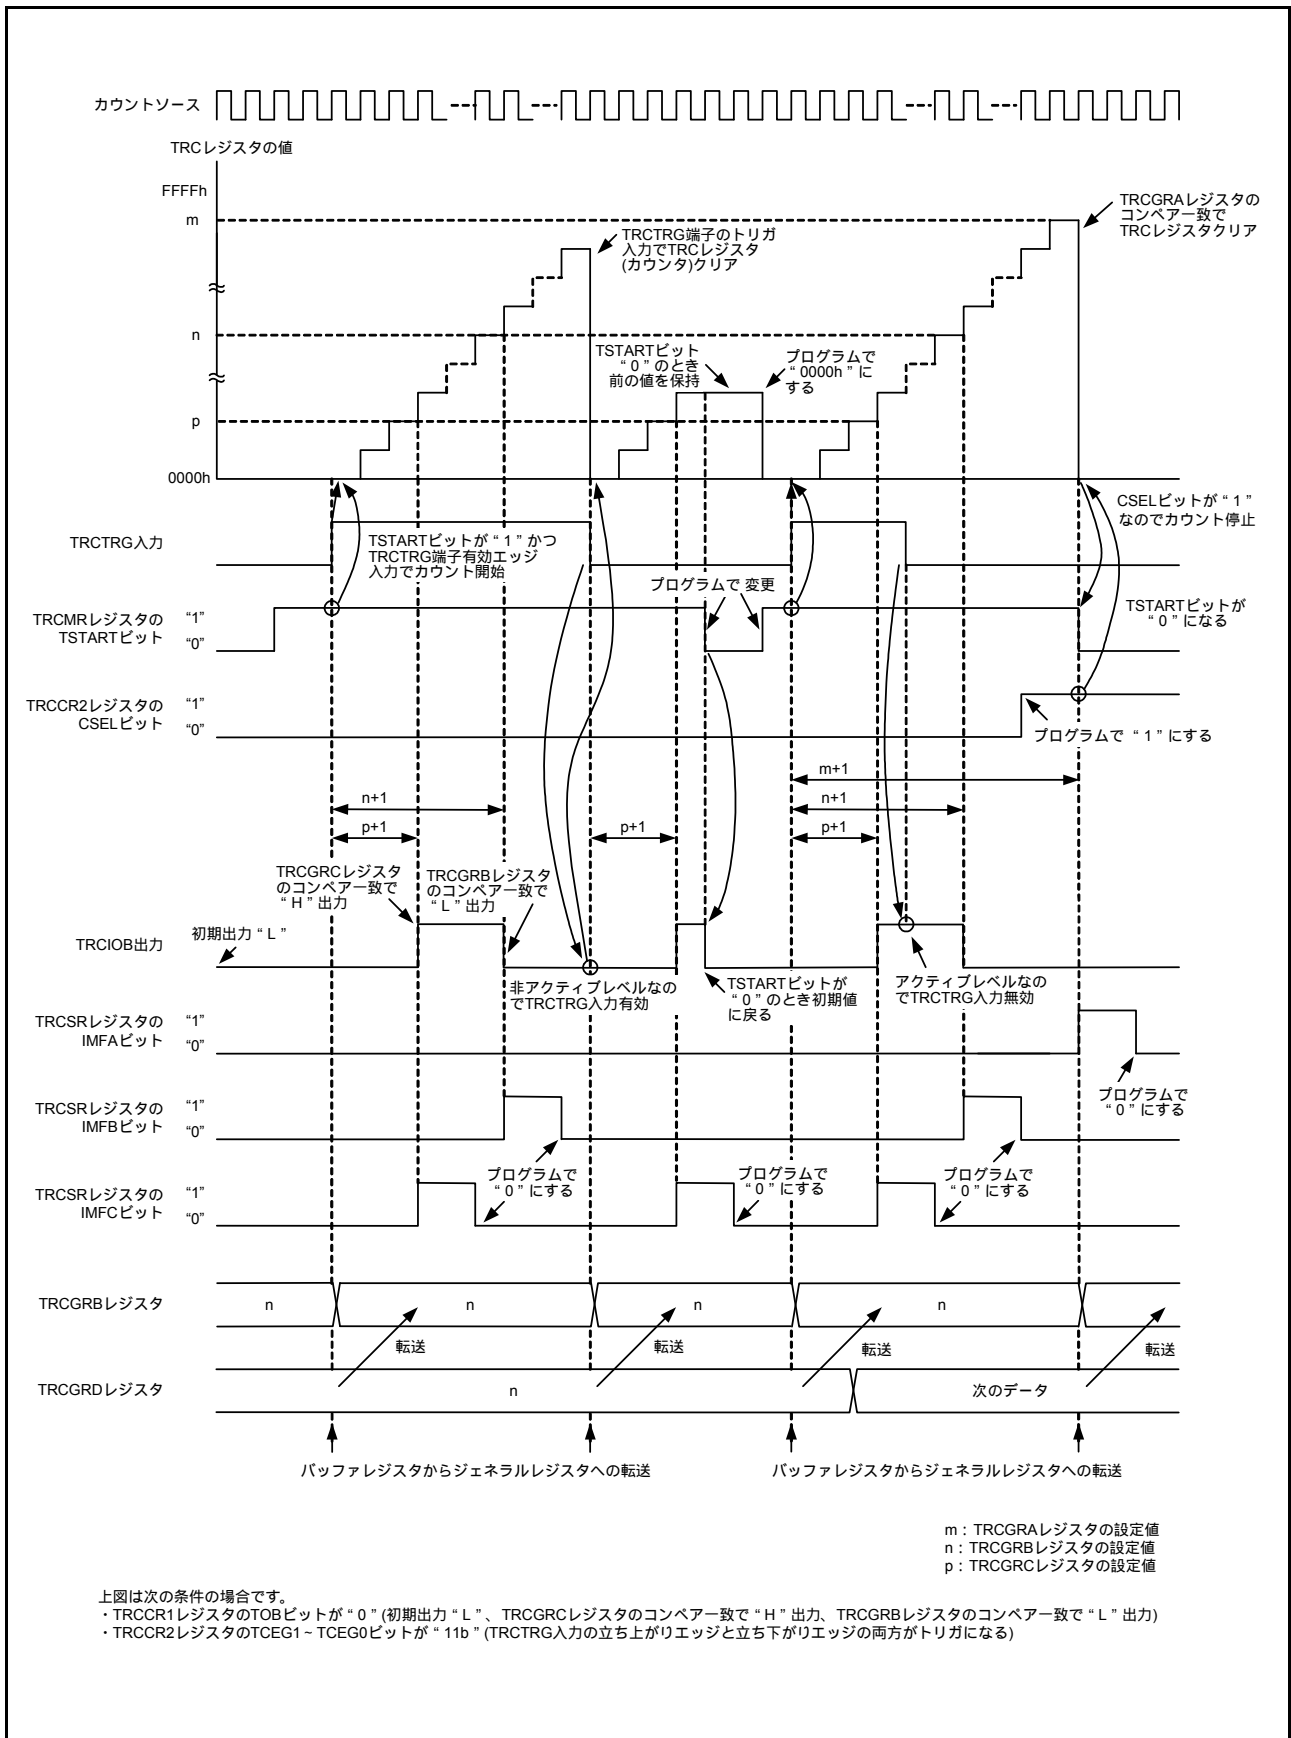 カウントソース
TRCレジスタの値
FFFFh
m
n
p
0000h
TRCTRG端子のトリガ
入力でTRCレジスタ
(カウンタ)クリア
TRCGRAレジスタの
コンペア一致で
TRCレジスタクリア
TSTARTビット
“0”のとき
前の値を保持
プログラムで
“0000h”に
する
CSELビットが“1”
なのでカウント停止
TRCTRG入力
TSTARTビットが“1”かつ
TRCTRG端子有効エッジ
入力でカウント開始
プログラムで 変更
TRCMRレジスタの
TSTARTビット
“1”
“0”
TSTARTビットが
“0”になる
TRCCR2レジスタの
CSELビット
“1”
“0”
プログラムで “1”にする
m+1
n+1
n+1
p+1
p+1
p+1
TRCGRCレジスタ
のコンペア一致で
“H”出力
TRCGRBレジスタ
のコンペア一致で
“L”出力
TRCIOB出力
初期出力“L”
非アクティブレベルなの
でTRCTRG入力有効
TSTARTビットが
“0”のとき初期値
に戻る
アクティブレベルなの
でTRCTRG入力無効
TRCSRレジスタの
IMFAビット
“1”
“0”
プログラムで
“0”にする
TRCSRレジスタの
IMFBビット
“1”
“0”
プログラムで
“0”にする
プログラムで
“0”にする
プログラムで
“0”にする
TRCSRレジスタの
IMFCビット
“1”
“0”
TRCGRBレジスタ
n
n
n
n
転送
転送
転送
転送
TRCGRDレジスタ
n
次のデータ
バッファレジスタからジェネラルレジスタへの転送
バッファレジスタからジェネラルレジスタへの転送
m:TRCGRAレジスタの設定値
n:TRCGRBレジスタの設定値
p:TRCGRCレジスタの設定値
上図は次の条件の場合です。
・TRCCR1レジスタのTOBビットが“0”(初期出力“L”、TRCGRCレジスタのコンペア一致で“H”出力、TRCGRBレジスタのコンペア一致で“L”出力)
・TRCCR2レジスタのTCEG1~TCEG0ビットが“11b”(TRCTRG入力の立ち上がりエッジと立ち下がりエッジの両方がトリガになる)